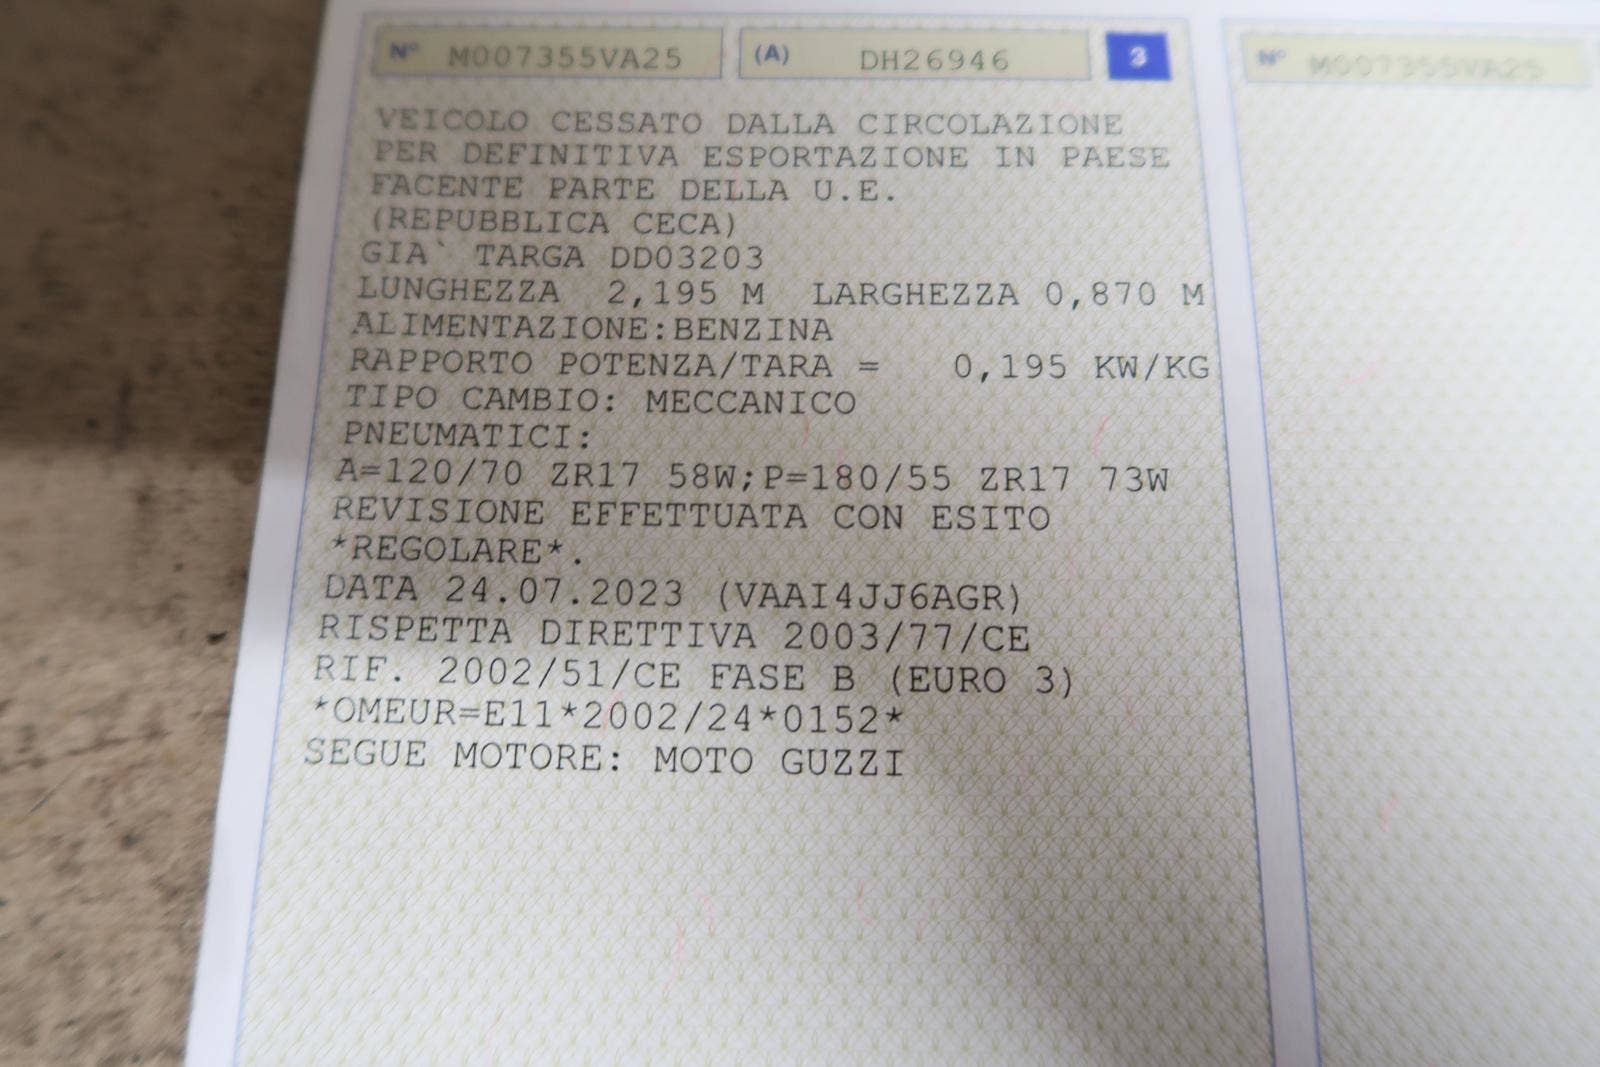 N° M007355VA25 (A) DH26946 3
VEICOLO CESSATO DALLA CIRCOLAZIONE
PER DEFINITIVA ESPORTAZIONE IN PAESE
FACENTE PARTE DELLA U.E.
(REPUBBLICA CECA)
GIA` TARGA DD03203
LUNGHEZZA 2,195 M LARGHEZZA 0,870 M
ALIMENTAZIONE:BENZINA
RAPPORTO POTENZA/TARA = 0,195 KW/KG
TIPO CAMBIO: MECCANICO
PNEUMATICI:
A=120/70 ZR17 58W;P=180/55 ZR17 73W
REVISIONE EFFETTUATA CON ESITO
*REGOLARE*.
DATA 24.07.2023 (VAAI4JJ6AGR)
RISPETTA DIRETTIVA 2003/77/CE
RIF. 2002/51/CE FASE B (EURO 3)
*OMEUR=E11*2002/24*0152*
SEGUE MOTORE: MOTO GUZZI
N° M007355VA25